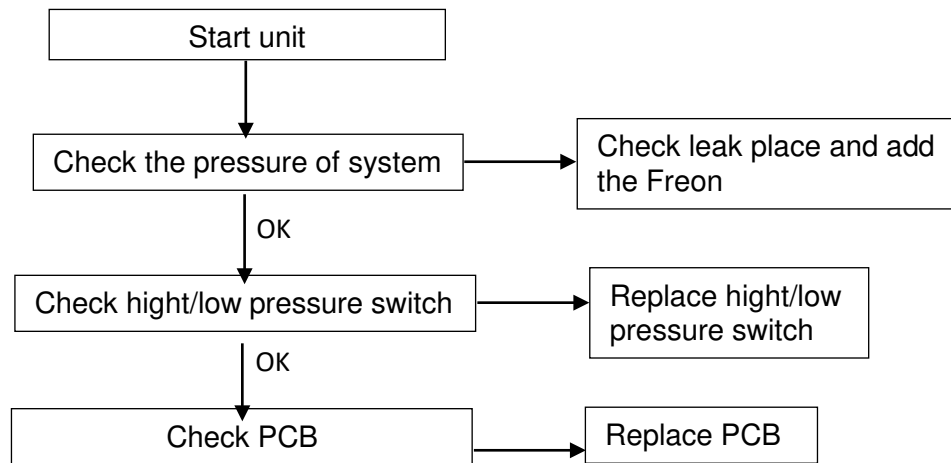 Start unit
Check the pressure of system
Check leak place and add
the Freon
OK
Check hight/low pressure switch
Replace hight/low
pressure switch
OK
Check PCB
Replace PCB